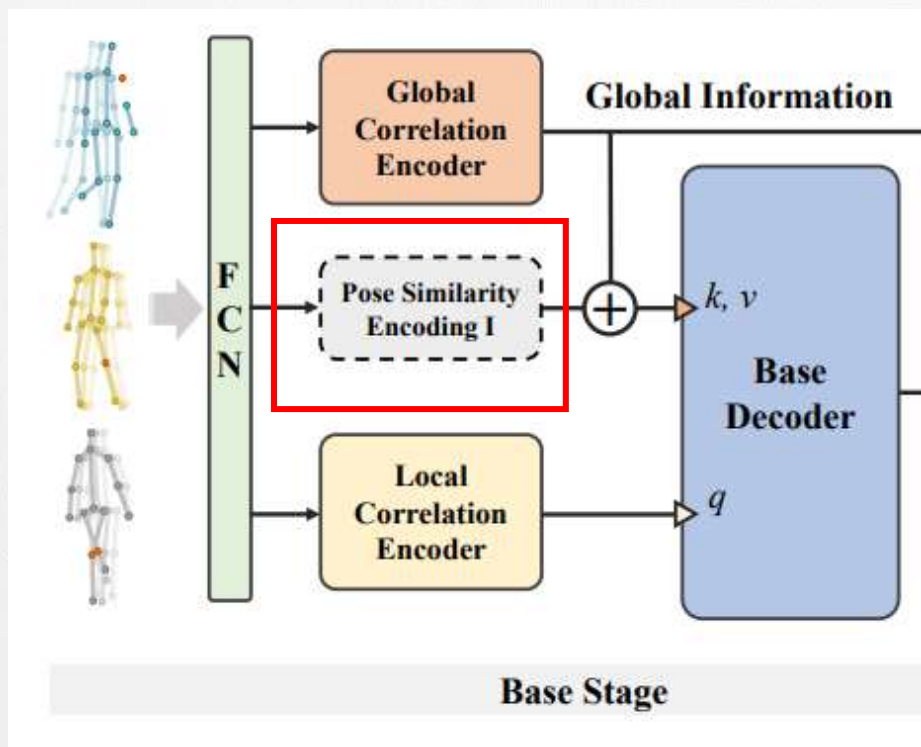 Global
Correlation
Encoder
Global Information
F
C
N
Pose Similarity
Encoding I
k, v
Base
Decoder
Local
Correlation
Encoder
q
Base Stage